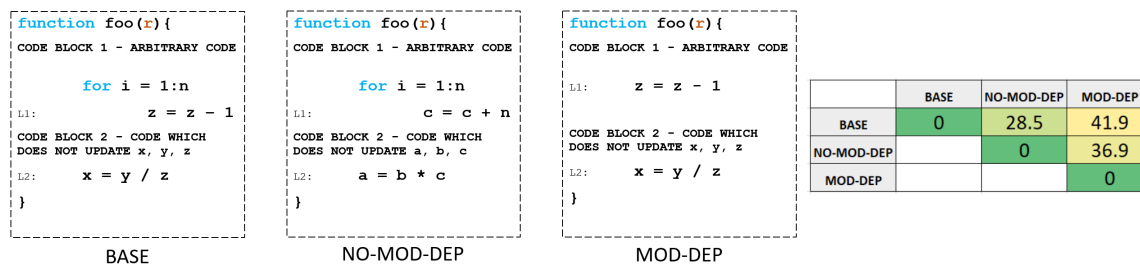 function foo(r){
CODE BLOCK 1 - ARBITRARY CODE
for i = 1:n
L1: z = z - 1
CODE BLOCK 2 - CODE WHICH
DOES NOT UPDATE x, y, z
L2: x = y / z
}
BASE
function foo(r){
CODE BLOCK 1 - ARBITRARY CODE
for i = 1:n
L1: c = c + n
CODE BLOCK 2 - CODE WHICH
DOES NOT UPDATE a, b, c
L2: a = b * c
}
NO-MOD-DEP
function foo(r){
CODE BLOCK 1 - ARBITRARY CODE
L1: z = z - 1
CODE BLOCK 2 - CODE WHICH
DOES NOT UPDATE x, y, z
L2: x = y / z
}
MOD-DEP
BASE NO-MOD-DEP MOD-DEP
BASE 0 28.5 41.9
NO-MOD-DEP 0 36.9
MOD-DEP 0